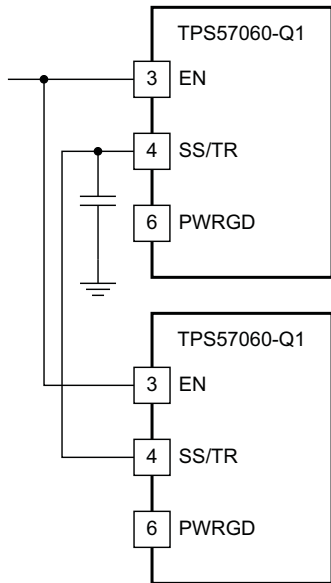 TPS57060-Q1
3 EN
4 SS/TR
6 PWRGD
TPS57060-Q1
3 EN
4 SS/TR
6 PWRGD